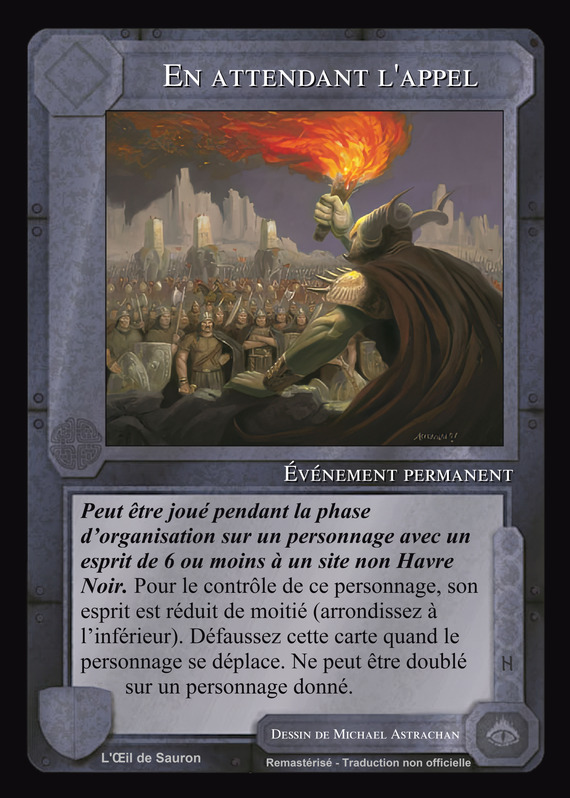 En attendant l'appel
Événement permanent
Peut être joué pendant la phase
d’organisation sur un personnage avec un
esprit de 6 ou moins à un site non Havre
Noir. Pour le contrôle de ce personnage, son
esprit est réduit de moitié (arrondissez à
l’inférieur). Défaussez cette carte quand le
personnage se déplace. Ne peut être doublé
sur un personnage donné.
Dessin de Michael Astrachan
L'Œil de Sauron
Remastérisé - Traduction non officielle